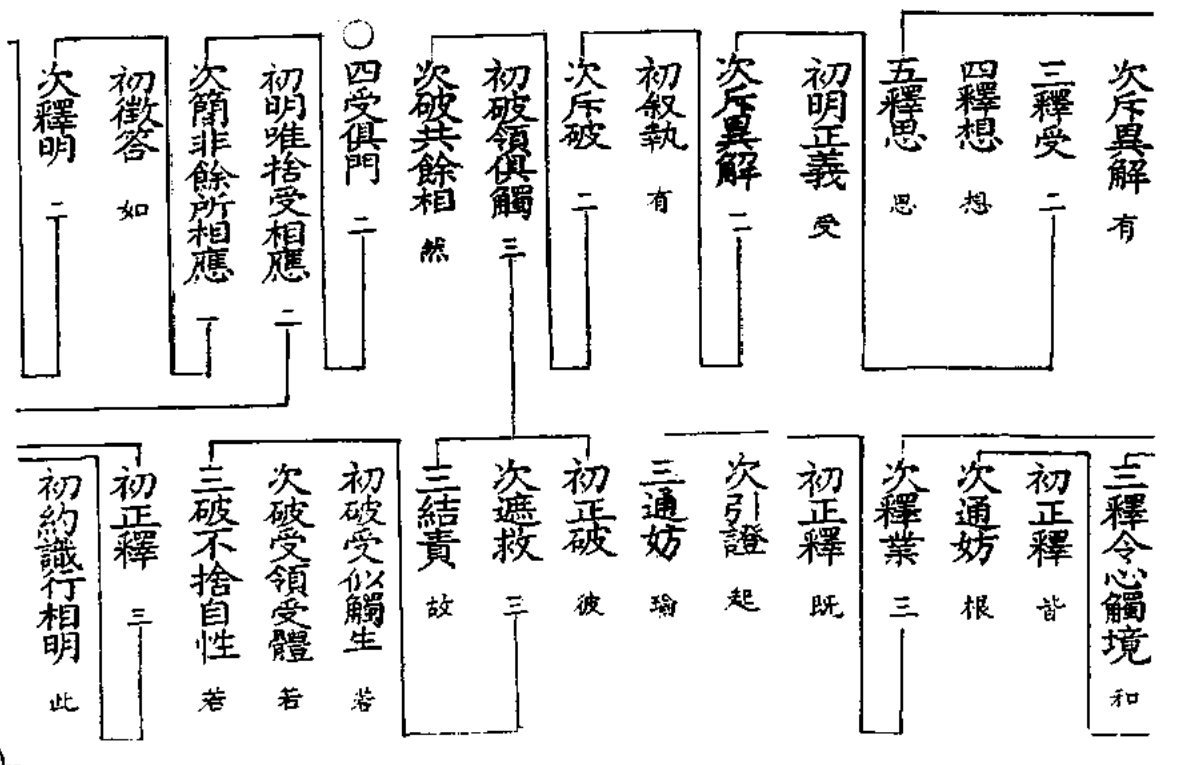 次斥異解 有
三釋受 二
四釋想 想
五釋思 思
初明正義 受
次斥異解 二
初叙執 有
次斥破 二
初破領俱觸 三
次破共餘相 然
四受俱門 二
初明唯捨受相應 二
次簡非餘所相應 一
初徵答 如
次釋明 二
三釋令心觸境 和
初正釋 皆
次通妨 根
次釋業 三
初正釋 既
次引證 起
三通妨 瑜
初正破 彼
次遮救 三
三結責 故
初破受似觸生 若
次破受領受體 若
三破不捨自性 若
初正釋 三
初約識行相明 此